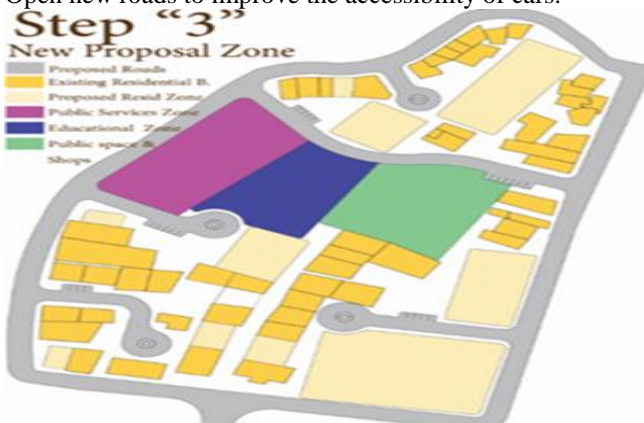 Open new roads to improve the accessibility of cars.
Step "3"
New Proposal Zone
Proposed Roads
Existing Residential B.
Proposed Resid Zone
Public Services Zone
Educational Zone
Public space &
Shops